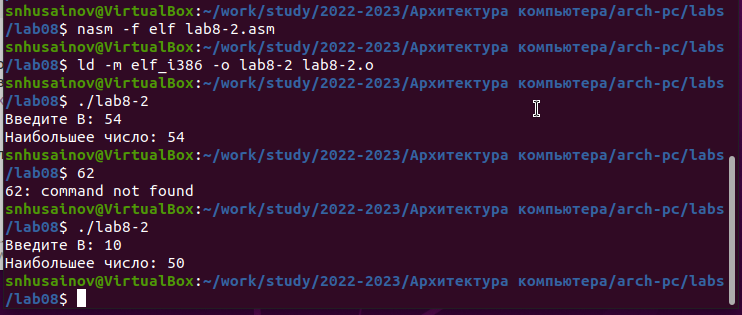 snhusainov@VirtualBox:~/work/study/2022-2023/Архитектура компьютера/arch-pc/labs
/lab08$ nasm -f elf lab8-2.asm
snhusainov@VirtualBox:~/work/study/2022-2023/Архитектура компьютера/arch-pc/labs
/lab08$ ld -m elf_i386 -o lab8-2 lab8-2.o
snhusainov@VirtualBox:~/work/study/2022-2023/Архитектура компьютера/arch-pc/labs
/lab08$ ./lab8-2
Введите B: 54
Наибольшее число: 54
snhusainov@VirtualBox:~/work/study/2022-2023/Архитектура компьютера/arch-pc/labs
/lab08$ 62
62: command not found
snhusainov@VirtualBox:~/work/study/2022-2023/Архитектура компьютера/arch-pc/labs
/lab08$ ./lab8-2
Введите B: 10
Наибольшее число: 50
snhusainov@VirtualBox:~/work/study/2022-2023/Архитектура компьютера/arch-pc/labs
/lab08$